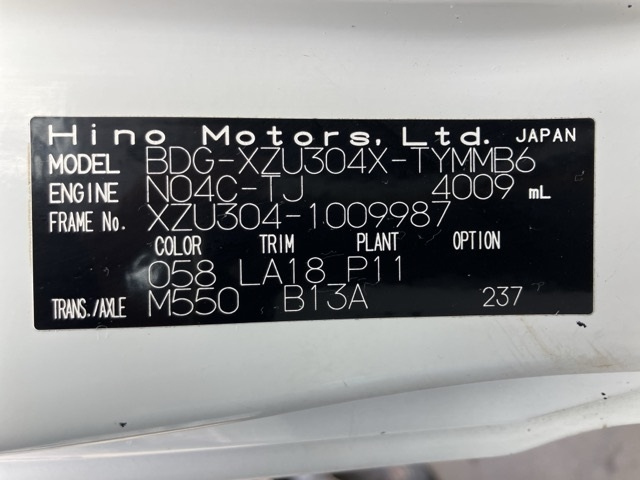 Hino Motors, Ltd. JAPAN
MODEL BDG-XZU304X-TYMMB6
ENGINE N04C-TJ 4009 mL
FRAME No. XZU304-1009987
COLOR TRIM PLANT OPTION
058 LA18 P11
TRANS./AXLE M550 B13A 237